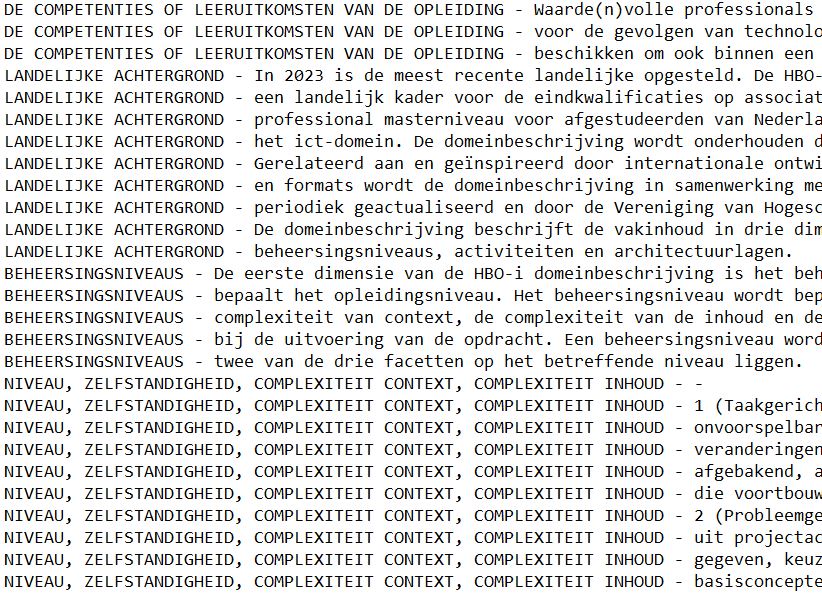 DE COMPETENTIES OF LEERUITKOMSTEN VAN DE OPLEIDING - Waarde(n)volle professionals
DE COMPETENTIES OF LEERUITKOMSTEN VAN DE OPLEIDING - voor de gevolgen van technolo
DE COMPETENTIES OF LEERUITKOMSTEN VAN DE OPLEIDING - beschikken om ook binnen een
LANDELIJKE ACHTERGROND - In 2023 is de meest recente landelijke opgesteld. De HBO-
LANDELIJKE ACHTERGROND - een landelijk kader voor de eindkwalificaties op associat
LANDELIJKE ACHTERGROND - professional masterniveau voor afgestudeerden van Nederla
LANDELIJKE ACHTERGROND - het ict-domein. De domeinbeschrijving wordt onderhouden d
LANDELIJKE ACHTERGROND - Gerelateerd aan en geïnspireerd door internationale ontwi
LANDELIJKE ACHTERGROND - en formats wordt de domeinbeschrijving in samenwerking me
LANDELIJKE ACHTERGROND - periodiek geactualiseerd en door de Vereniging van Hogesc
LANDELIJKE ACHTERGROND - De domeinbeschrijving beschrijft de vakinhoud in drie dim
LANDELIJKE ACHTERGROND - beheersingsniveaus, activiteiten en architectuurlagen.
BEHEERSINGSNIVEAUS - De eerste dimensie van de HBO-i domeinbeschrijving is het beh
BEHEERSINGSNIVEAUS - bepaalt het opleidingsniveau. Het beheersingsniveau wordt bep
BEHEERSINGSNIVEAUS - complexiteit van context, de complexiteit van de inhoud en de
BEHEERSINGSNIVEAUS - bij de uitvoering van de opdracht. Een beheersingsniveau word
BEHEERSINGSNIVEAUS - twee van de drie facetten op het betreffende niveau liggen.
NIVEAU, ZELFSTANDIGHEID, COMPLEXITEIT CONTEXT, COMPLEXITEIT INHOUD - -
NIVEAU, ZELFSTANDIGHEID, COMPLEXITEIT CONTEXT, COMPLEXITEIT INHOUD - 1 (Taakgerich
NIVEAU, ZELFSTANDIGHEID, COMPLEXITEIT CONTEXT, COMPLEXITEIT INHOUD - onvoorspelbar
NIVEAU, ZELFSTANDIGHEID, COMPLEXITEIT CONTEXT, COMPLEXITEIT INHOUD - veranderingen
NIVEAU, ZELFSTANDIGHEID, COMPLEXITEIT CONTEXT, COMPLEXITEIT INHOUD - afgebakend, a
NIVEAU, ZELFSTANDIGHEID, COMPLEXITEIT CONTEXT, COMPLEXITEIT INHOUD - die voortbouw
NIVEAU, ZELFSTANDIGHEID, COMPLEXITEIT CONTEXT, COMPLEXITEIT INHOUD - 2 (Probleemge
NIVEAU, ZELFSTANDIGHEID, COMPLEXITEIT CONTEXT, COMPLEXITEIT INHOUD - uit projectac
NIVEAU, ZELFSTANDIGHEID, COMPLEXITEIT CONTEXT, COMPLEXITEIT INHOUD - gegeven, keuz
NIVEAU, ZELFSTANDIGHEID, COMPLEXITEIT CONTEXT, COMPLEXITEIT INHOUD - basisconcepte